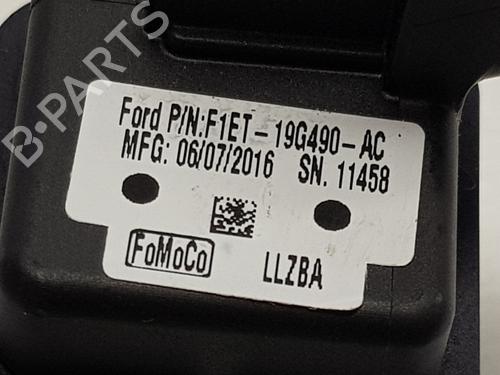 B-PARTS
Ford P/N:F1ET-19G490-AC
MFG: 06/07/2016 SN. 11458
FoMoCo LLZBA